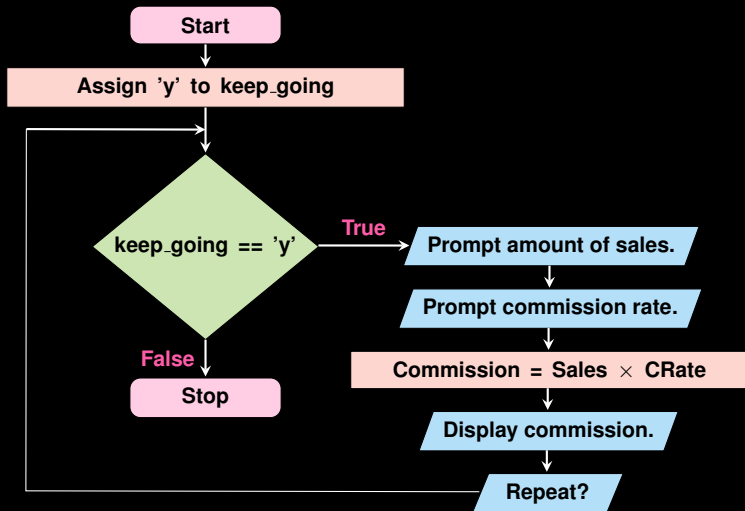 Start
Assign ’y’ to keep_going
keep_going == ’y’
True
Prompt amount of sales.
Prompt commission rate.
False
Commission = Sales × CRate
Stop
Display commission.
Repeat?